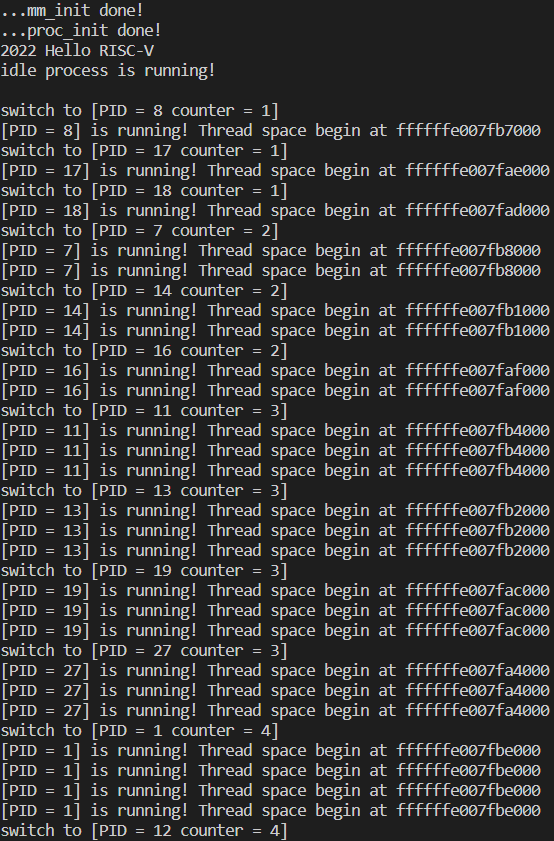 ...mm_init done!
...proc_init done!
2022 Hello RISC-V
idle process is running!

switch to [PID = 8 counter = 1]
[PID = 8] is running! Thread space begin at ffffffe007fb7000
switch to [PID = 17 counter = 1]
[PID = 17] is running! Thread space begin at ffffffe007fae000
switch to [PID = 18 counter = 1]
[PID = 18] is running! Thread space begin at ffffffe007fad000
switch to [PID = 7 counter = 2]
[PID = 7] is running! Thread space begin at ffffffe007fb8000
[PID = 7] is running! Thread space begin at ffffffe007fb8000
switch to [PID = 14 counter = 2]
[PID = 14] is running! Thread space begin at ffffffe007fb1000
[PID = 14] is running! Thread space begin at ffffffe007fb1000
switch to [PID = 16 counter = 2]
[PID = 16] is running! Thread space begin at ffffffe007faf000
[PID = 16] is running! Thread space begin at ffffffe007faf000
switch to [PID = 11 counter = 3]
[PID = 11] is running! Thread space begin at ffffffe007fb4000
[PID = 11] is running! Thread space begin at ffffffe007fb4000
[PID = 11] is running! Thread space begin at ffffffe007fb4000
switch to [PID = 13 counter = 3]
[PID = 13] is running! Thread space begin at ffffffe007fb2000
[PID = 13] is running! Thread space begin at ffffffe007fb2000
[PID = 13] is running! Thread space begin at ffffffe007fb2000
switch to [PID = 19 counter = 3]
[PID = 19] is running! Thread space begin at ffffffe007fac000
[PID = 19] is running! Thread space begin at ffffffe007fac000
[PID = 19] is running! Thread space begin at ffffffe007fac000
switch to [PID = 27 counter = 3]
[PID = 27] is running! Thread space begin at ffffffe007fa4000
[PID = 27] is running! Thread space begin at ffffffe007fa4000
[PID = 27] is running! Thread space begin at ffffffe007fa4000
switch to [PID = 1 counter = 4]
[PID = 1] is running! Thread space begin at ffffffe007fbe000
[PID = 1] is running! Thread space begin at ffffffe007fbe000
[PID = 1] is running! Thread space begin at ffffffe007fbe000
[PID = 1] is running! Thread space begin at ffffffe007fbe000
switch to [PID = 12 counter = 4]